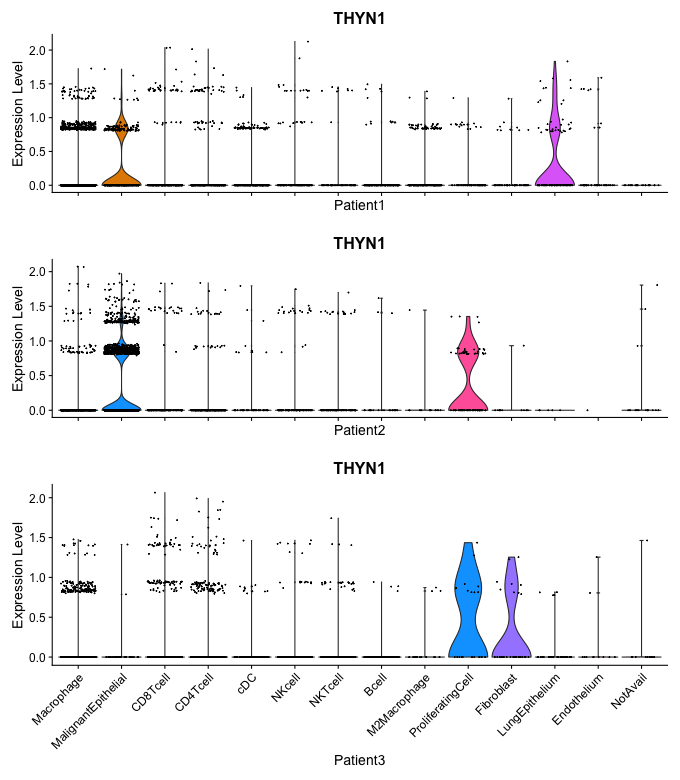 THYN1
Expression Level
2.0
1.5
1.0
0.5
0.0
Patient1
THYN1
Expression Level
2.0
1.5
1.0
0.5
0.0
Patient2
THYN1
Expression Level
2.0
1.5
1.0
0.5
0.0
Macrophage
MalignantEpithelial
CD8Tcell
CD4Tcell
cDC
NKcell
NKTcell
Bcell
M2Macrophage
ProliferatingCell
Fibroblast
LungEpithelium
Endothelium
NotAvail
Patient3